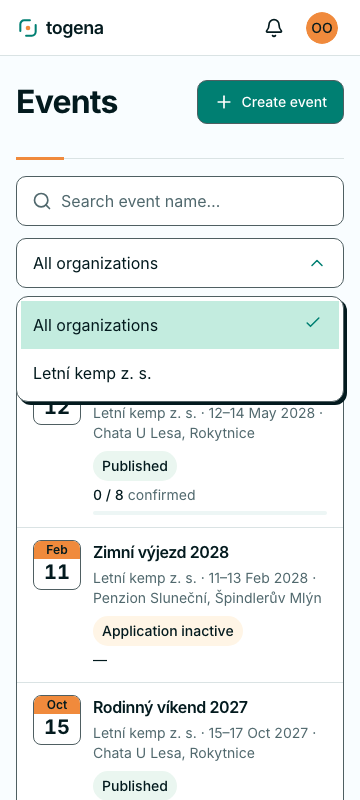 togena
OO
Events
Create event
Search event name...
All organizations
All organizations
Letní kemp z. s.
12
Letní kemp z. s. · 12–14 May 2028 ·
Chata U Lesa, Rokytnice
Published
0 / 8 confirmed
Feb
11
Zimní výjezd 2028
Letní kemp z. s. · 11–13 Feb 2028 ·
Penzion Sluneční, Špindlerův Mlýn
Application inactive
—
Oct
15
Rodinný víkend 2027
Letní kemp z. s. · 15–17 Oct 2027 ·
Chata U Lesa, Rokytnice
Published